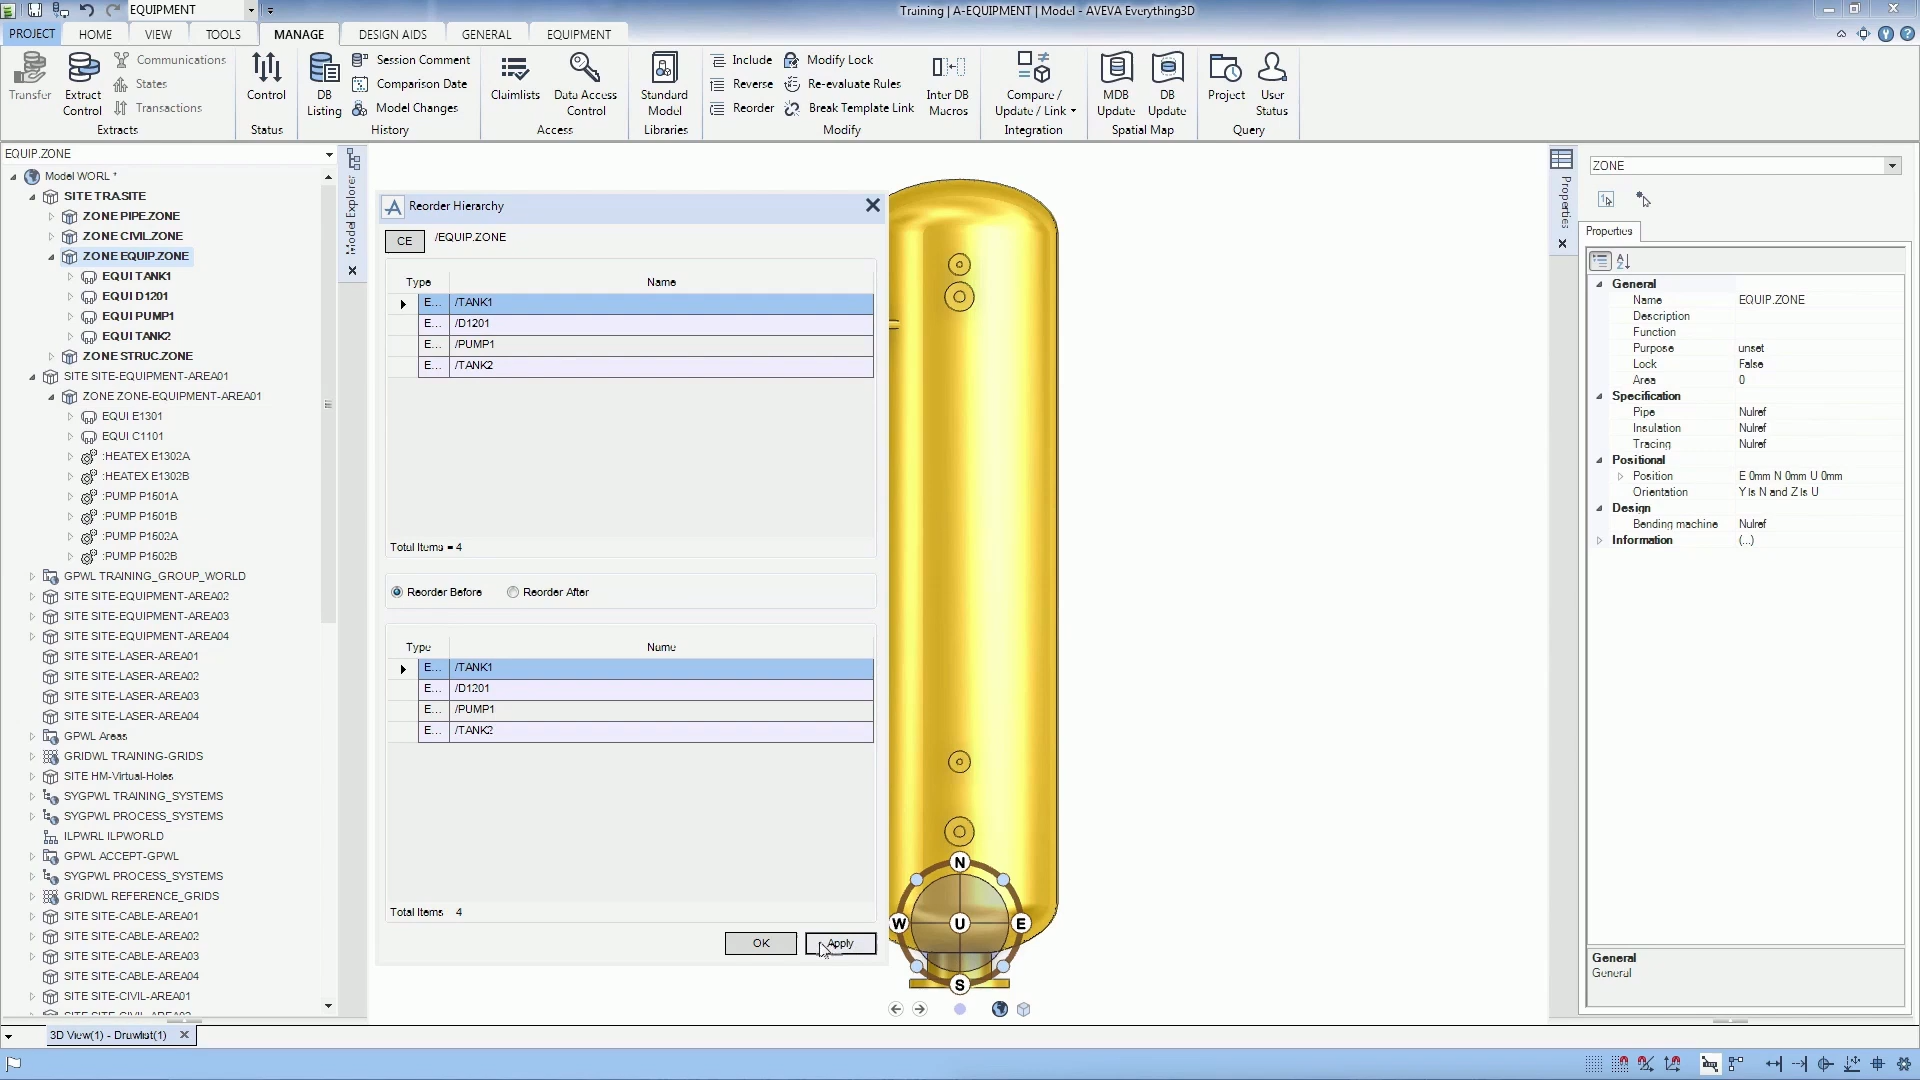 EQUIPMENT
Training | A-EQUIPMENT | Model - AVEVA Everything3D
PROJECT HOME VIEW TOOLS MANAGE DESIGN AIDS GENERAL EQUIPMENT
Transfer
Extract Control
Communications
States
Transactions
Extracts
Control
Status
DB Listing
Session Comment
Comparison Date
Model Changes
History
Claimlists
Data Access Control
Access
Standard Model
Libraries
Include
Reverse
Reorder
Modify Lock
Re-evaluate Rules
Break Template Link
Inter DB Macros
Modify
Compare / Update / Link
Integration
MDB Update
DB Update
Spatial Map
Project
User Status
Query
EQUIP.ZONE
Model WORL *
SITE TRA.SITE
ZONE PIPE.ZONE
ZONE CIVIL.ZONE
ZONE EQUIP.ZONE
EQUI TANK1
EQUI D1201
EQUI PUMP1
EQUI TANK2
ZONE STRUC.ZONE
SITE SITE-EQUIPMENT-AREA01
ZONE ZONE-EQUIPMENT-AREA01
EQUI E1301
EQUI C1101
:HEATEX E1302A
:HEATEX E1302B
:PUMP P1501A
:PUMP P1501B
:PUMP P1502A
:PUMP P1502B
GPWL TRAINING_GROUP_WORLD
SITE SITE-EQUIPMENT-AREA02
SITE SITE-EQUIPMENT-AREA03
SITE SITE-EQUIPMENT-AREA04
SITE SITE-LASER-AREA01
SITE SITE-LASER-AREA02
SITE SITE-LASER-AREA03
SITE SITE-LASER-AREA04
GPWL Areas
GRIDWL TRAINING-GRIDS
SITE HM-Virtual-Holes
SYGPWL TRAINING_SYSTEMS
SYGPWL PROCESS_SYSTEMS
ILPWRL ILPWORLD
GPWL ACCEPT-GPWL
SYGPWL PROCESS_SYSTEMS
GRIDWL REFERENCE_GRIDS
SITE SITE-CABLE-AREA01
SITE SITE-CABLE-AREA02
SITE SITE-CABLE-AREA03
SITE SITE-CABLE-AREA04
SITE SITE-CIVIL-AREA01
Model Explorer
Reorder Hierarchy
CE /EQUIP.ZONE
Type Name
E... /TANK1
E... /D1201
E... /PUMP1
E... /TANK2
Total Items = 4
Reorder Before Reorder After
Type Name
E... /TANK1
E... /D1201
E... /PUMP1
E... /TANK2
Total Items 4
OK Apply
N
W U E
S
Properties
ZONE
Properties
General
Name EQUIP.ZONE
Description
Function
Purpose unset
Lock False
Area 0
Specification
Pipe Nulref
Insulation Nulref
Tracing Nulref
Positional
Position E 0mm N 0mm U 0mm
Orientation Y is N and Z is U
Design
Bending machine Nulref
Information (...)
General
General
3D View(1) - Drawlist(1)